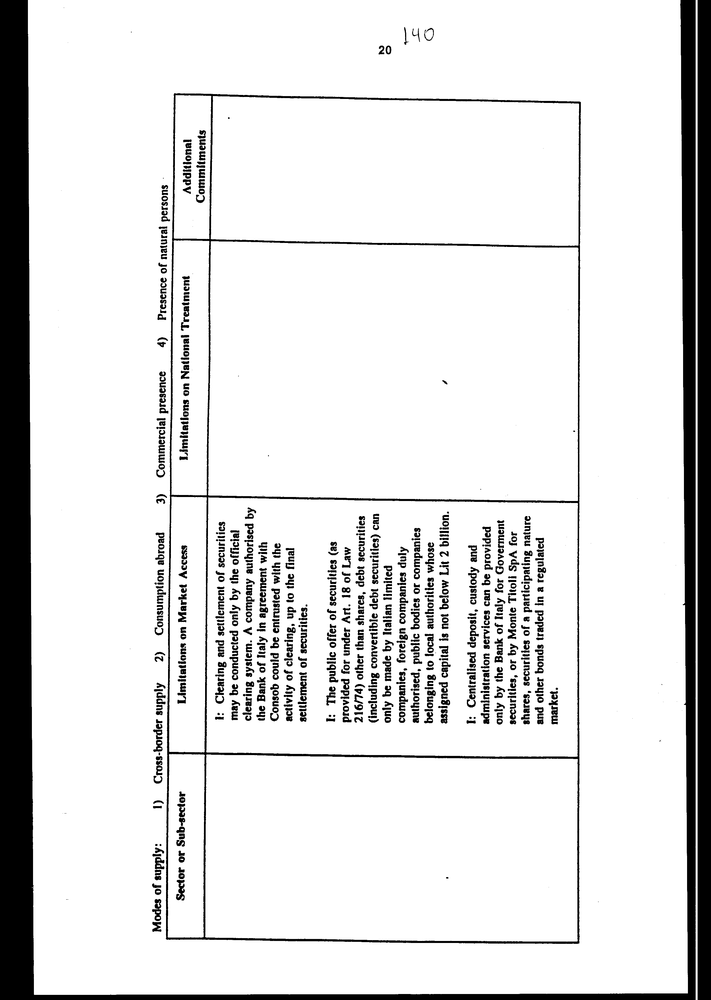 140
20
Modes of supply: 1) Cross-border supply 2) Consumption abroad 3) Commercial presence 4) Presence of natural persons
Sector or Sub-sector
Limitations on Market Access
Limitations on National Treatment
Additional
Commitments
I: Clearing and settlement of securities
may be conducted only by the official
clearing system. A company authorised by
the Bank of Italy in agreement with
Consob could be entrusted with the
activity of clearing, up to the final
settlement of securities.
I: The public offer of securities (as
provided for under Art. 18 of Law
216/74) other than shares, debt securities
(including convertible debt securities) can
only be made by Italian limited
companies, foreign companies duly
authorised, public bodies or companies
belonging to local authorities whose
assigned capital is not below Lit 2 billion.
I: Centralised deposit, custody and
administration services can be provided
only by the Bank of Italy for Goverment
securities, or by Monte Titoli SpA for
shares, securities of a participating nature
and other bonds traded in a regulated
market.